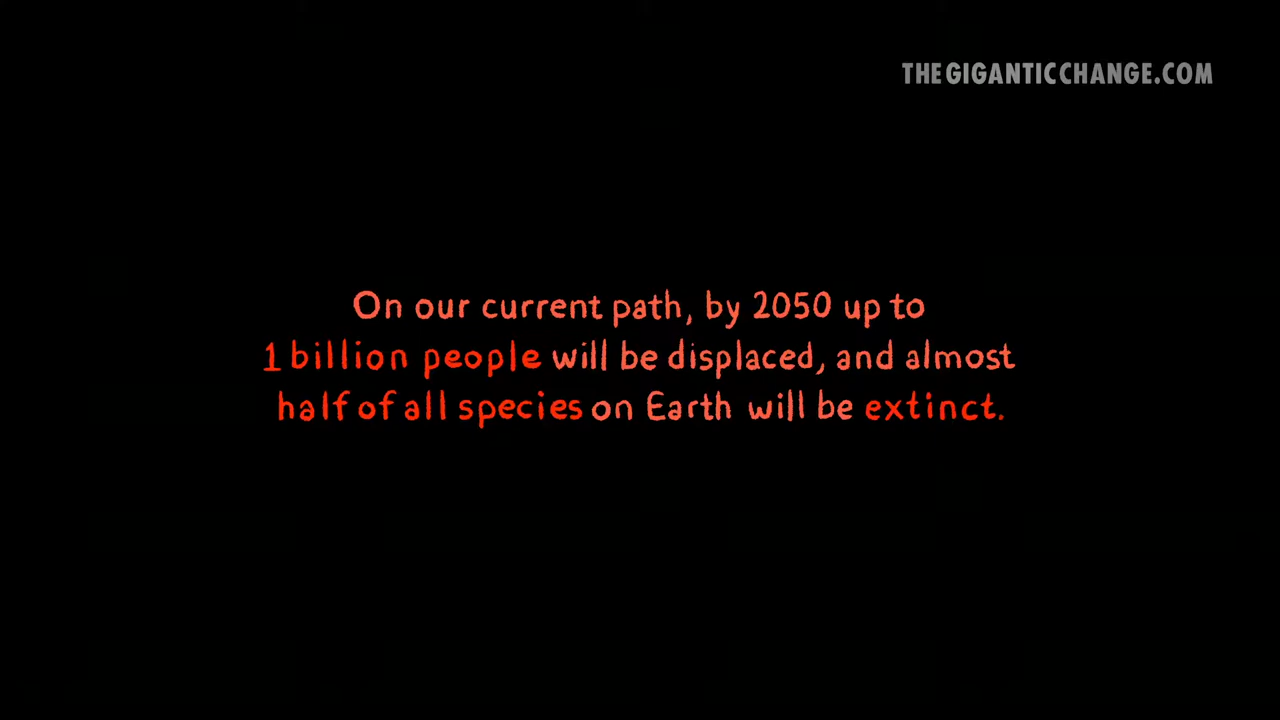 THEGIGANTICCHANGE.COM
On our current path, by 2050 up to
1 billion people will be displaced, and almost
half of all species on Earth will be extinct.